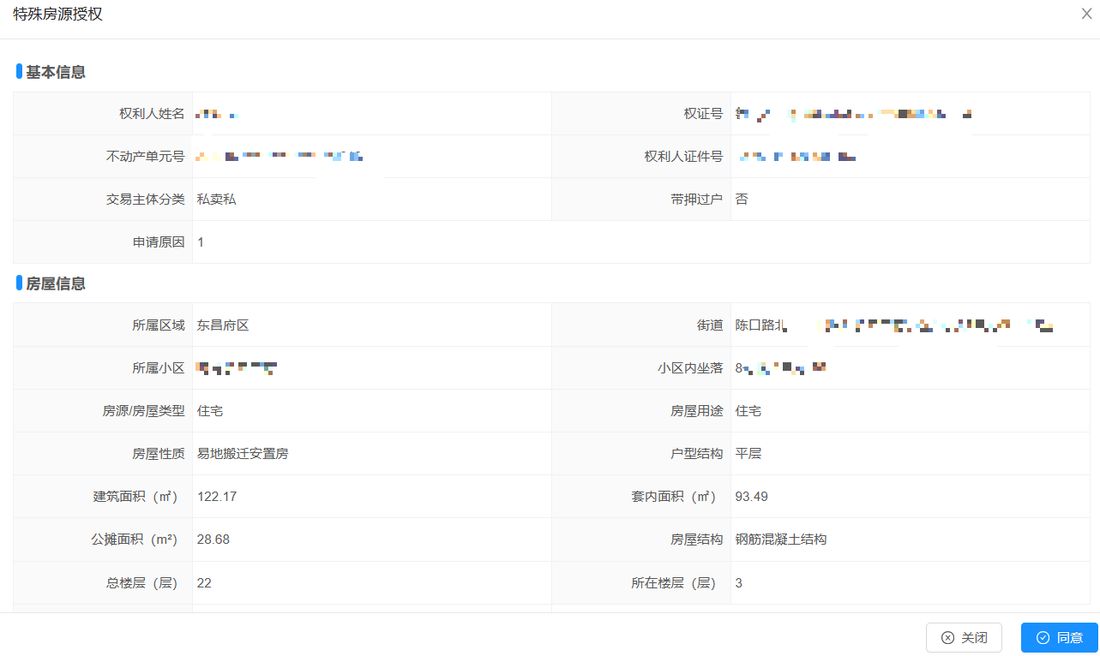 特殊房源授权
基本信息
权利人姓名
权证号
不动产单元号
权利人证件号
交易主体分类 私卖私
带押过户 否
申请原因 1
房屋信息
所属区域 东昌府区
街道 陈口路北
所属小区
小区内坐落 8
房源/房屋类型 住宅
房屋用途 住宅
房屋性质 易地搬迁安置房
户型结构 平层
建筑面积（㎡） 122.17
套内面积（㎡） 93.49
公摊面积（m²） 28.68
房屋结构 钢筋混凝土结构
总楼层（层） 22
所在楼层（层） 3
关闭
同意